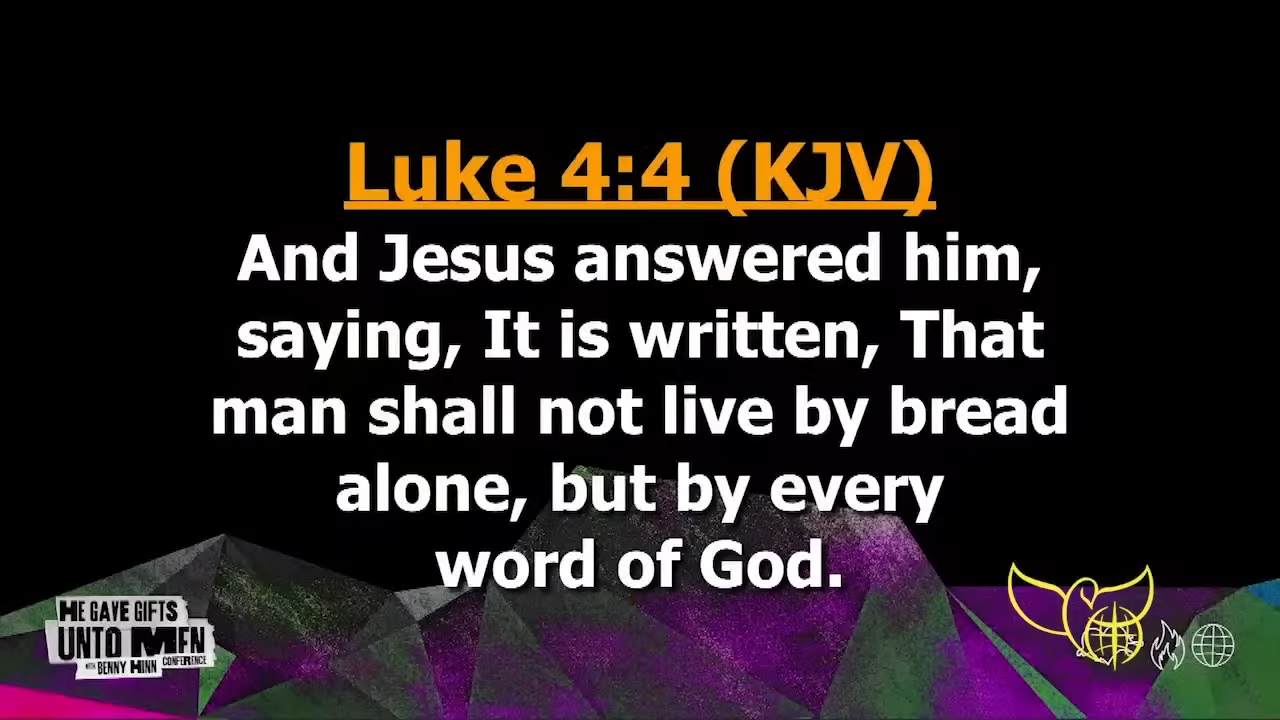 Luke 4:4 (KJV)
And Jesus answered him,
saying, It is written, That
man shall not live by bread
alone, but by every
word of God.
HE GAVE GIFTS
UNTO MEN
WITH BENNY HINN CONFERENCE